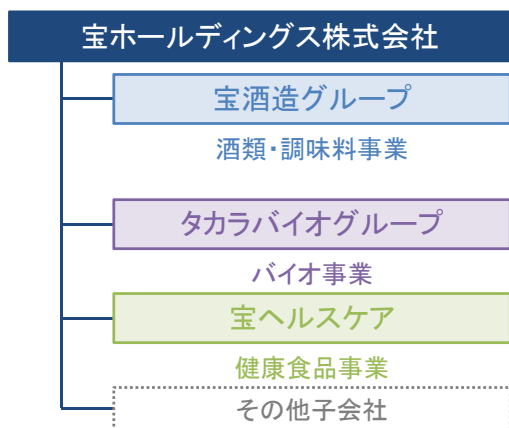 宝ホールディングス株式会社
宝酒造グループ
酒類・調味料事業
タカラバイオグループ
バイオ事業
宝ヘルスケア
健康食品事業
その他子会社